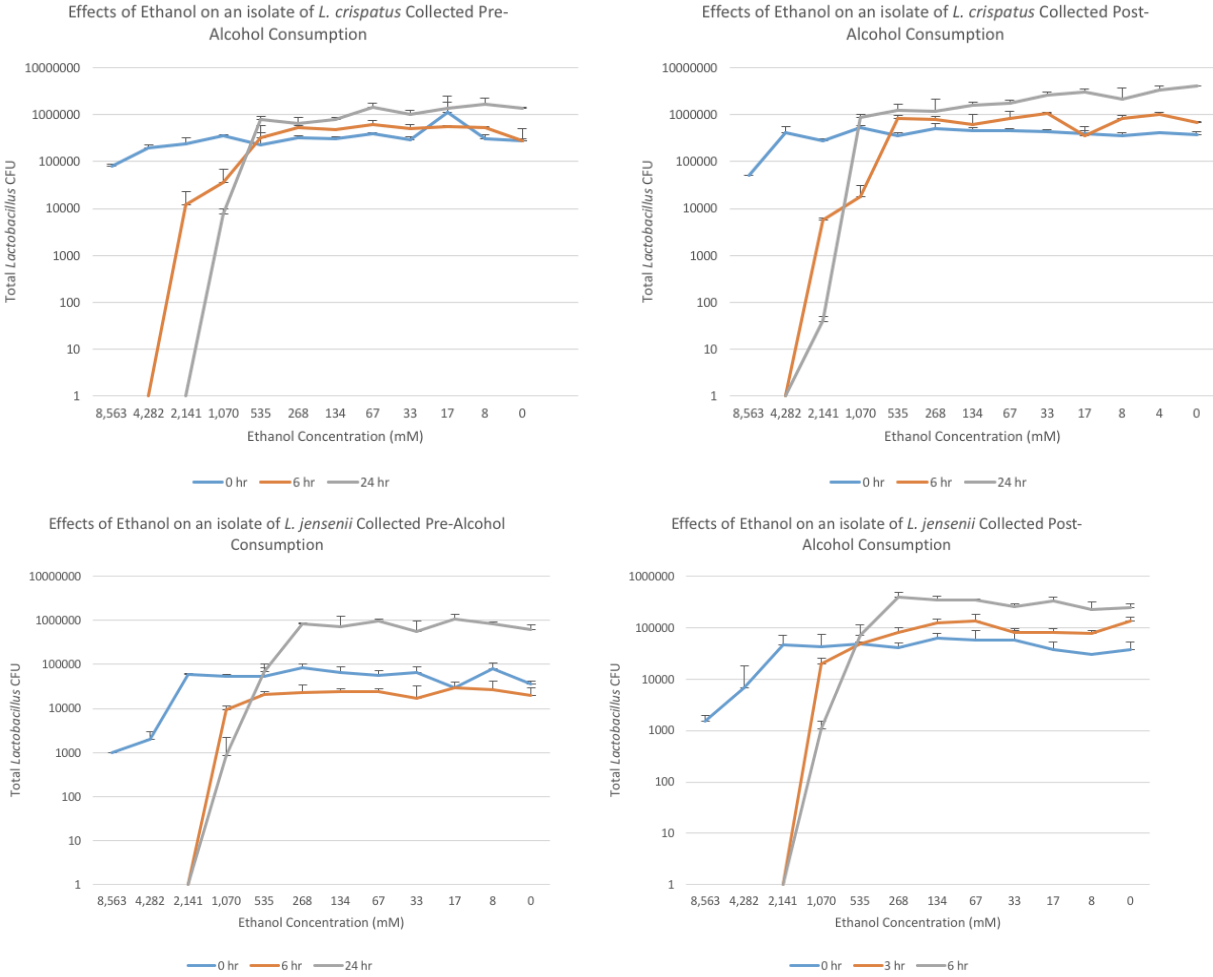 Effects of Ethanol on an isolate of L. crispatus Collected Pre-
Alcohol Consumption
Total Lactobacillus CFU
10000000
1000000
100000
10000
1000
100
10
1
8,563 4,282 2,141 1,070 535 268 134 67 33 17 8 0
Ethanol Concentration (mM)
0 hr 6 hr 24 hr
Effects of Ethanol on an isolate of L. crispatus Collected Post-
Alcohol Consumption
Total Lactobacillus CFU
10000000
1000000
100000
10000
1000
100
10
1
8,563 4,282 2,141 1,070 535 268 134 67 33 17 8 4 0
Ethanol Concentration (mM)
0 hr 6 hr 24 hr
Effects of Ethanol on an isolate of L. jensenii Collected Pre-Alcohol
Consumption
Total Lactobacillus CFU
10000000
1000000
100000
10000
1000
100
10
1
8,563 4,282 2,141 1,070 535 268 134 67 33 17 8 0
Ethanol Concentration (mM)
0 hr 6 hr 24 hr
Effects of Ethanol on an isolate of L. jensenii Collected Post-
Alcohol Consumption
Total Lactobacillus CFU
1000000
100000
10000
1000
100
10
1
8,563 4,282 2,141 1,070 535 268 134 67 33 17 8 0
Ethanol Concentration (mM)
0 hr 3 hr 6 hr